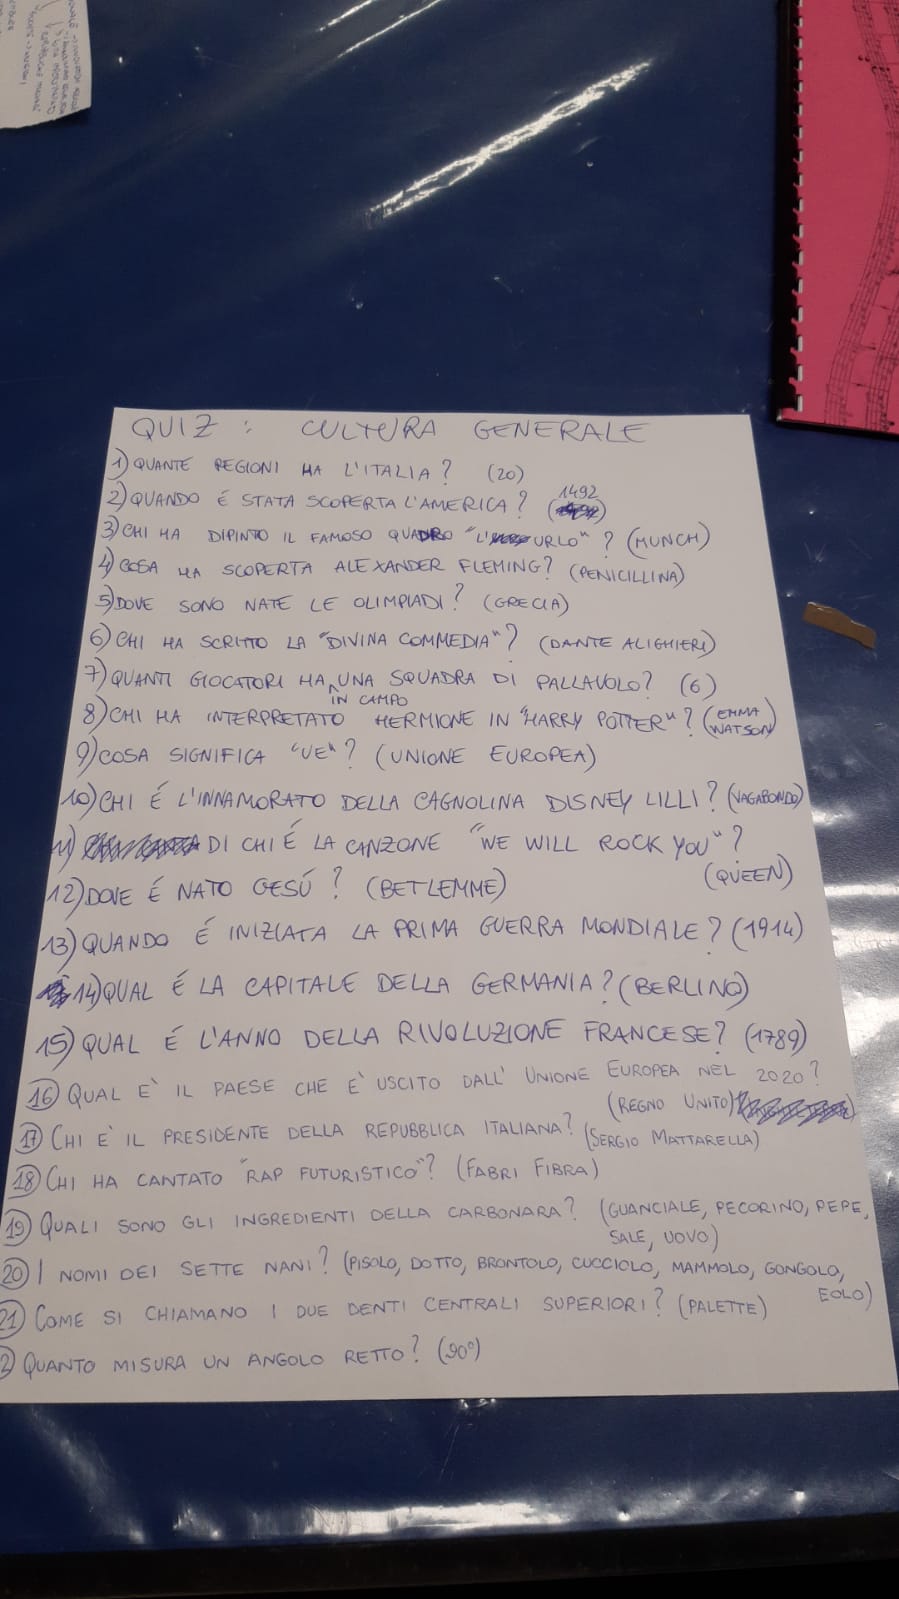 QUIZ : CULTURA GENERALE
1) QUANTE REGIONI HA L'ITALIA? (20)
2) QUANDO É STATA SCOPERTA L'AMERICA? (1492)
3) CHI HA DIPINTO IL FAMOSO QUADRO "L'URLO"? (MUNCH)
4) COSA HA SCOPERTA ALEXANDER FLEMING? (PENICILLINA)
5) DOVE SONO NATE LE OLIMPIADI? (GRECIA)
6) CHI HA SCRITTO LA "DIVINA COMMEDIA"? (DANTE ALIGHIERI)
7) QUANTI GIOCATORI HA IN CAMPO UNA SQUADRA DI PALLAVOLO? (6)
8) CHI HA INTERPRETATO HERMIONE IN "HARRY POTTER"? (EMMA WATSON)
9) COSA SIGNIFICA "UE"? (UNIONE EUROPEA)
10) CHI É L'INNAMORATO DELLA CAGNOLINA DISNEY LILLI? (VAGABONDO)
11) DI CHI É LA CANZONE "WE WILL ROCK YOU"?
(QUEEN)
12) DOVE É NATO GESÚ? (BETLEMME)
13) QUANDO É INIZIATA LA PRIMA GUERRA MONDIALE? (1914)
14) QUAL É LA CAPITALE DELLA GERMANIA? (BERLINO)
15) QUAL É L'ANNO DELLA RIVOLUZIONE FRANCESE? (1789)
16 QUAL E' IL PAESE CHE E' USCITO DALL' UNIONE EUROPEA NEL 2020?
(REGNO UNITO)
17 CHI E' IL PRESIDENTE DELLA REPUBBLICA ITALIANA? (SERGIO MATTARELLA)
18 CHI HA CANTATO "RAP FUTURISTICO"? (FABRI FIBRA)
19 QUALI SONO GLI INGREDIENTI DELLA CARBONARA? (GUANCIALE, PECORINO, PEPE,
SALE, UOVO)
20 I NOMI DEI SETTE NANI? (PISOLO, DOTTO, BRONTOLO, CUCCIOLO, MAMMOLO, GONGOLO,
EOLO)
21 COME SI CHIAMANO I DUE DENTI CENTRALI SUPERIORI? (PALETTE)
2 QUANTO MISURA UN ANGOLO RETTO? (90°)